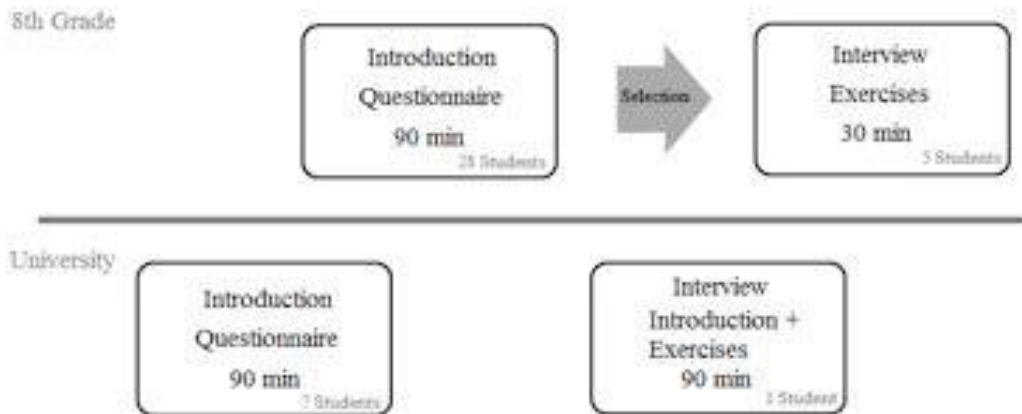 8th Grade
Introduction
Questionnaire
90 min
28 Students
Selection
Interview
Exercises
30 min
5 Students
University
Introduction
Questionnaire
90 min
7 Students
Interview
Introduction +
Exercises
90 min
1 Student